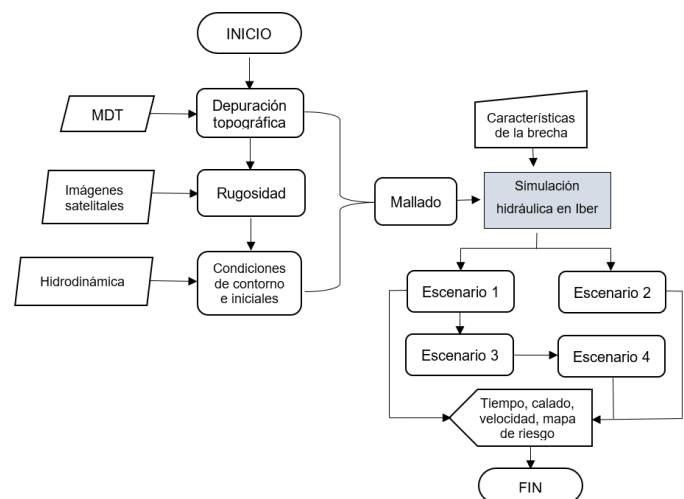 INICIO
MDT
Depuración
topográfica
Imágenes
satelitales
Rugosidad
Hidrodinámica
Condiciones
de contorno
e iniciales
Mallado
Características
de la brecha
Simulación
hidráulica en Iber
Escenario 1
Escenario 2
Escenario 3
Escenario 4
Tiempo, calado,
velocidad, mapa
de riesgo
FIN